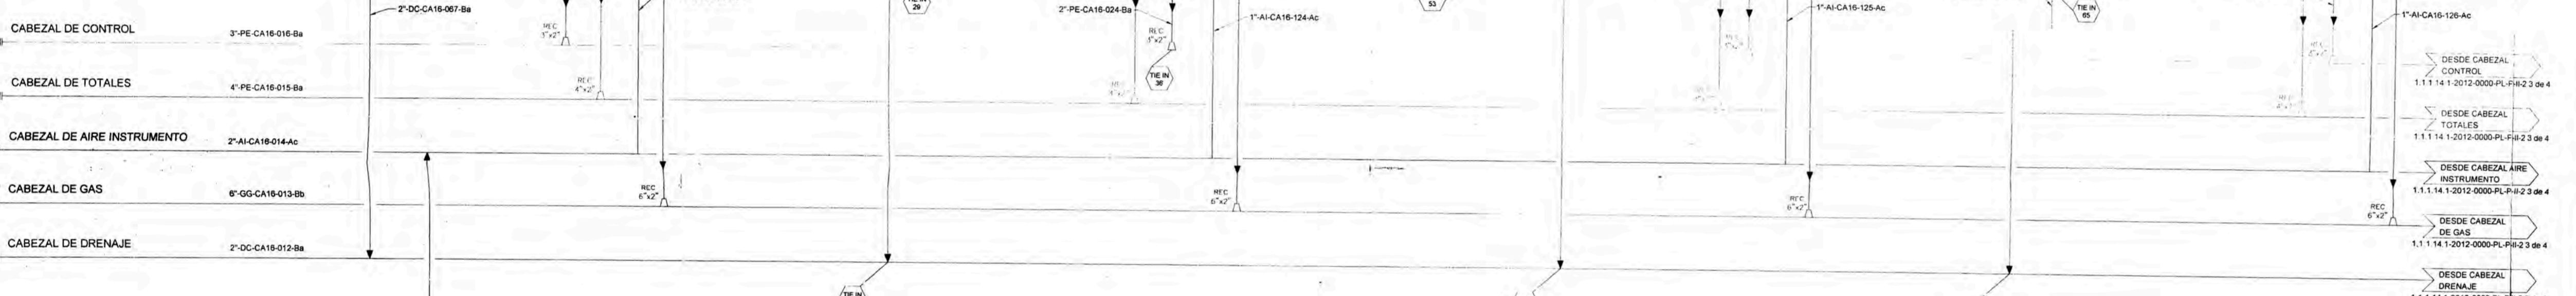 2"-DC-CA16-067-Ba
TIE IN
29
2"-PE-CA16-024-Ba
1"-AI-CA16-124-Ac
53
1"-AI-CA16-125-Ac
TIE IN
65
1"-AI-CA16-126-Ac
CABEZAL DE CONTROL
3"-PE-CA16-016-Ba
REC
3"x2"
REC
3"x2"
TIE IN
36
DESDE CABEZAL
CONTROL
1.1.1.14.1-2012-0000-PL-P-II-2 3 de 4
CABEZAL DE TOTALES
4"-PE-CA16-015-Ba
REC
4"x2"
DESDE CABEZAL
TOTALES
1.1.1.14.1-2012-0000-PL-P-II-2 3 de 4
CABEZAL DE AIRE INSTRUMENTO
2"-AI-CA16-014-Ac
DESDE CABEZAL AIRE
INSTRUMENTO
1.1.1.14.1-2012-0000-PL-P-II-2 3 de 4
CABEZAL DE GAS
6"-GG-CA16-013-Bb
REC
6"x2"
REC
6"x2"
REC
6"x2"
REC
6"x2"
DESDE CABEZAL
DE GAS
1.1.1.14.1-2012-0000-PL-P-II-2 3 de 4
CABEZAL DE DRENAJE
2"-DC-CA16-012-Ba
TIE IN
DESDE CABEZAL
DRENAJE